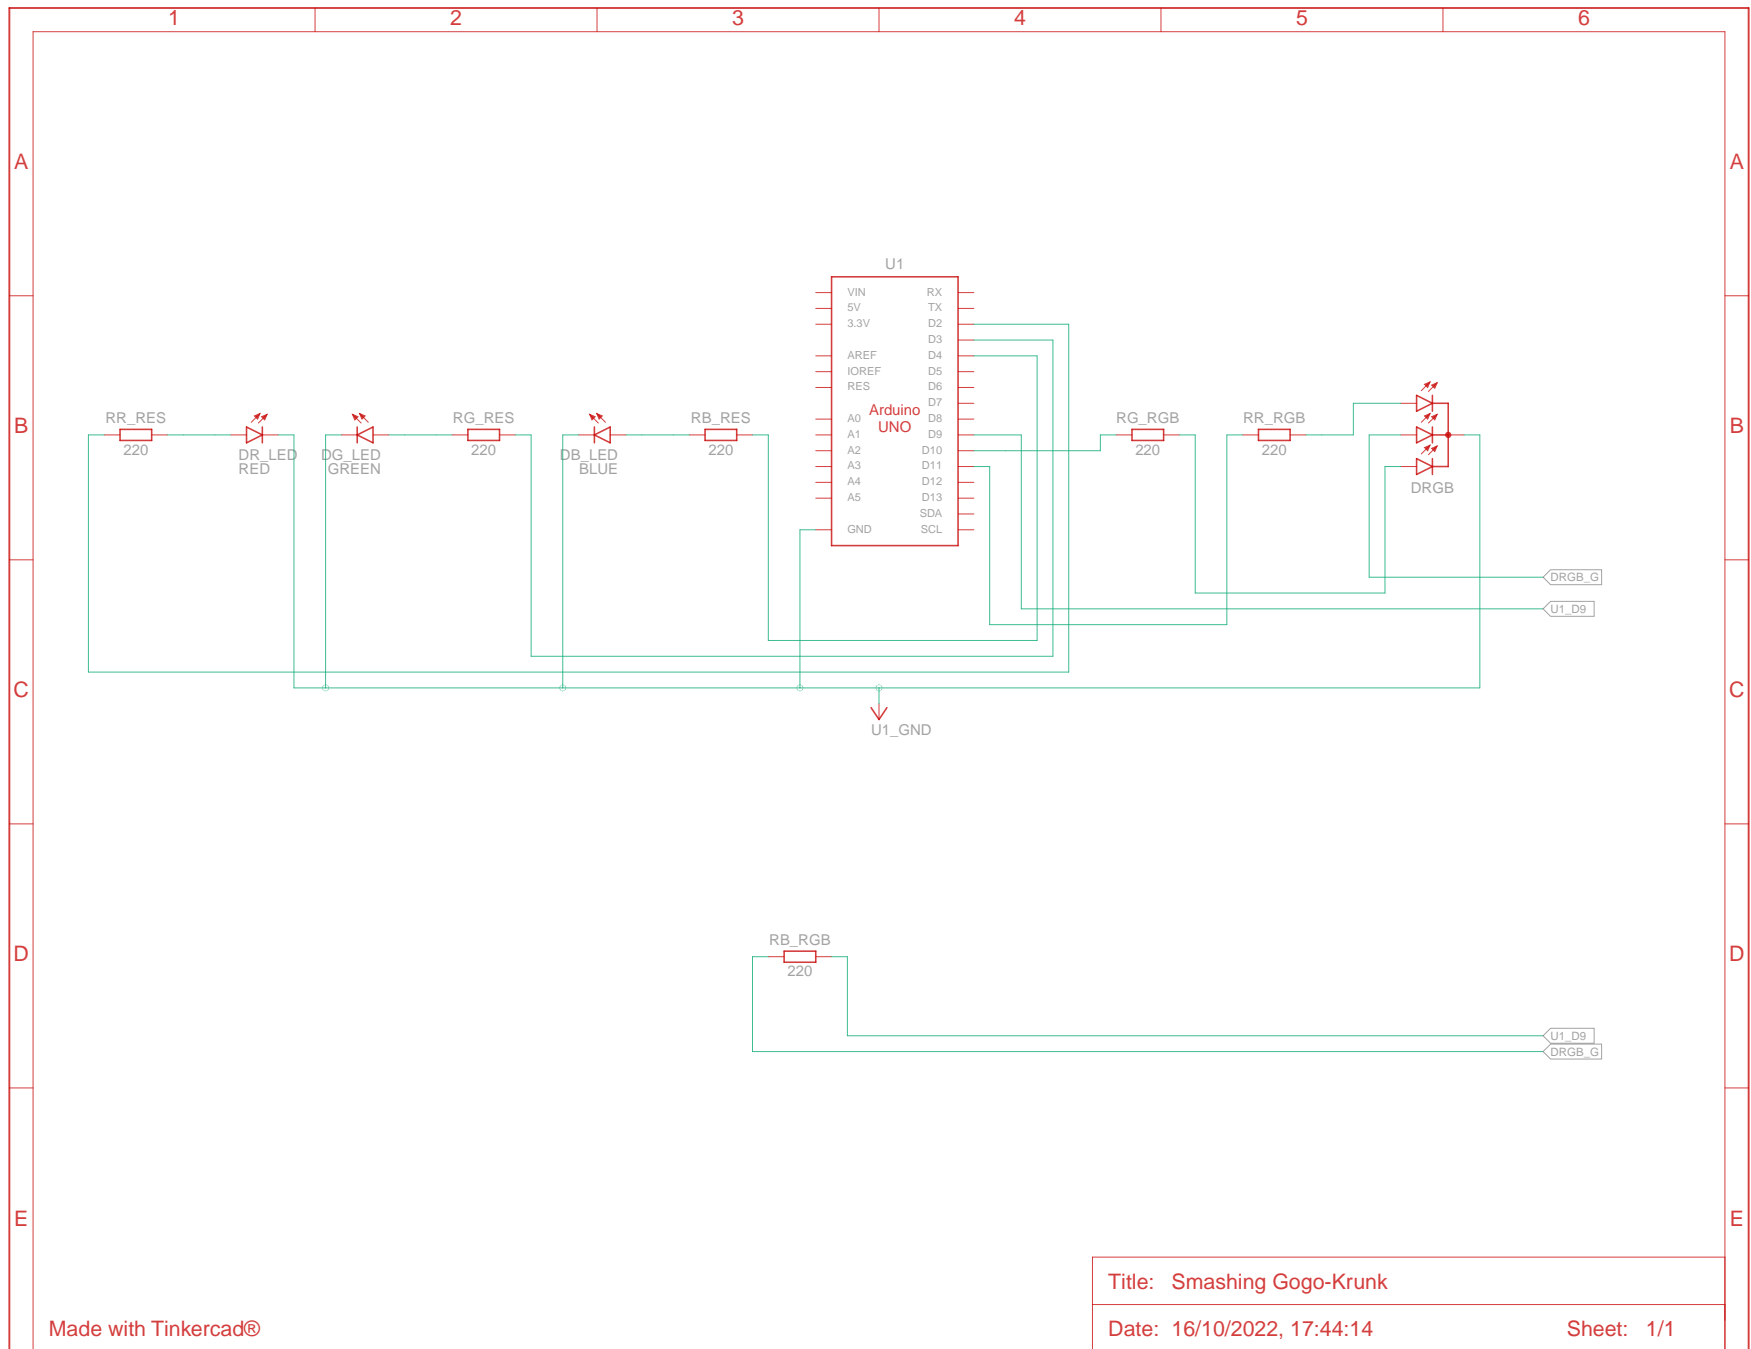 1 2 3 4 5 6
A A
U1
VIN RX
5V TX
3.3V D2
D3
AREF D4
IOREF D5
RES D6
D7
A0 D8
Arduino
UNO
A1 D9
A2 D10
A3 D11
A4 D12
A5 D13
SDA
GND SCL
B B
RR_RES
220
DR_LED
RED
DG_LED
GREEN
RG_RES
220
DB_LED
BLUE
RB_RES
220
RG_RGB
220
RR_RGB
220
DRGB
DRGB_G
U1_D9
C C
U1_GND
D D
RB_RGB
220
U1_D9
DRGB_G
E E
Title: Smashing Gogo-Krunk
Made with Tinkercad®
Date: 16/10/2022, 17:44:14 Sheet: 1/1